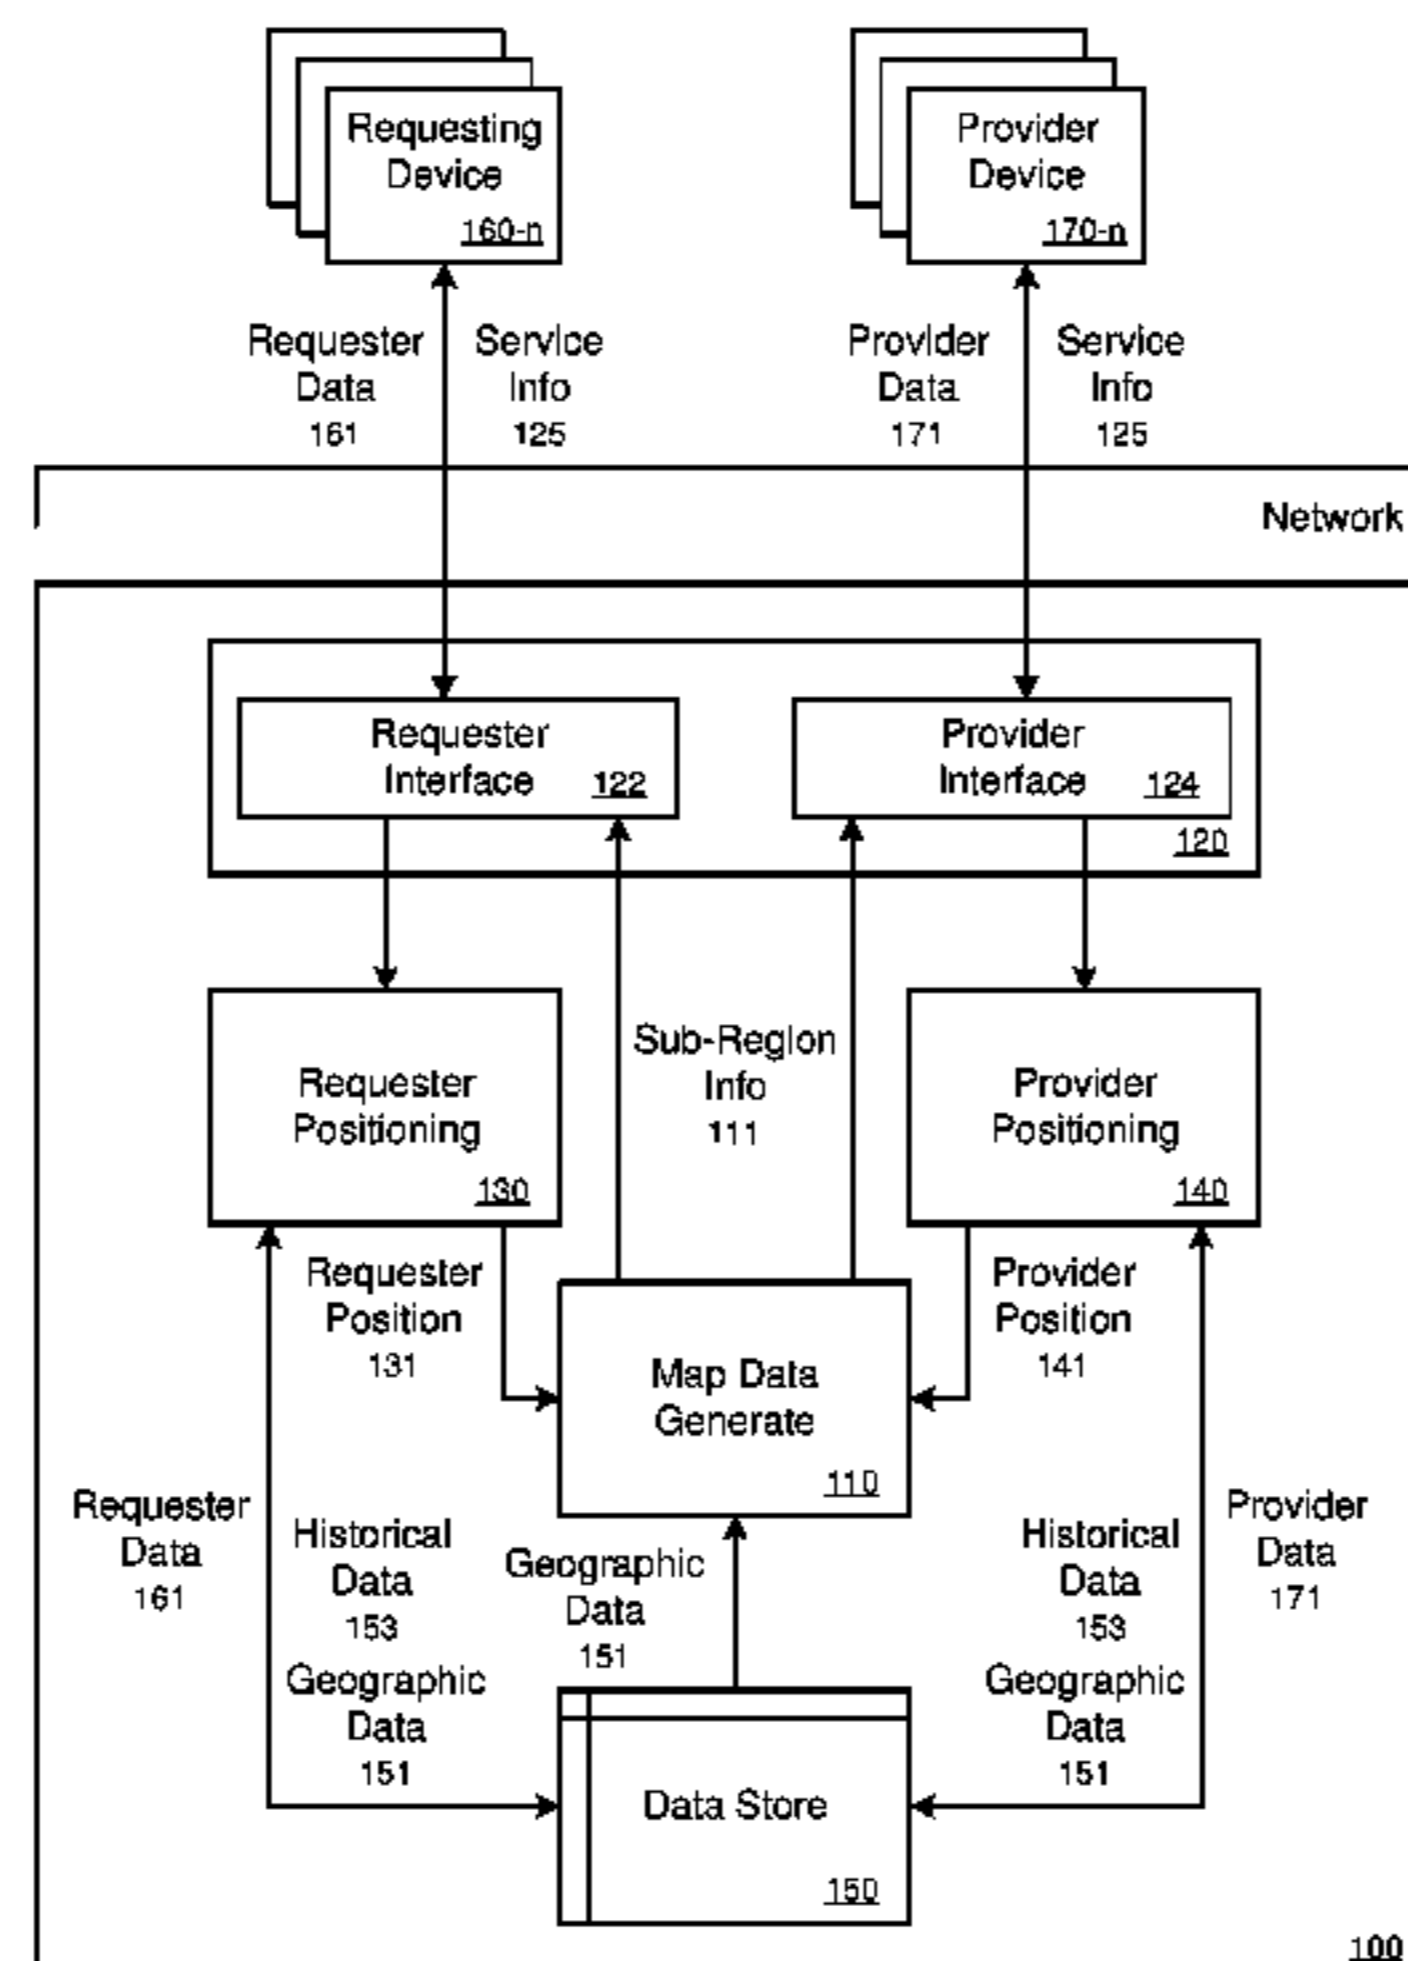 Requesting
Device
160-n
Provider
Device
170-n
Requester
Data
161
Service
Info
125
Provider
Data
171
Service
Info
125
Network
Requester
Interface 122
Provider
Interface 124
120
Requester
Positioning
130
Sub-Region
Info
111
Provider
Positioning
140
Requester
Position
131
Provider
Position
141
Map Data
Generate
110
Requester
Data
161
Historical
Data
153
Geographic
Data
151
Geographic
Data
151
Historical
Data
153
Geographic
Data
151
Provider
Data
171
Data Store
150
100